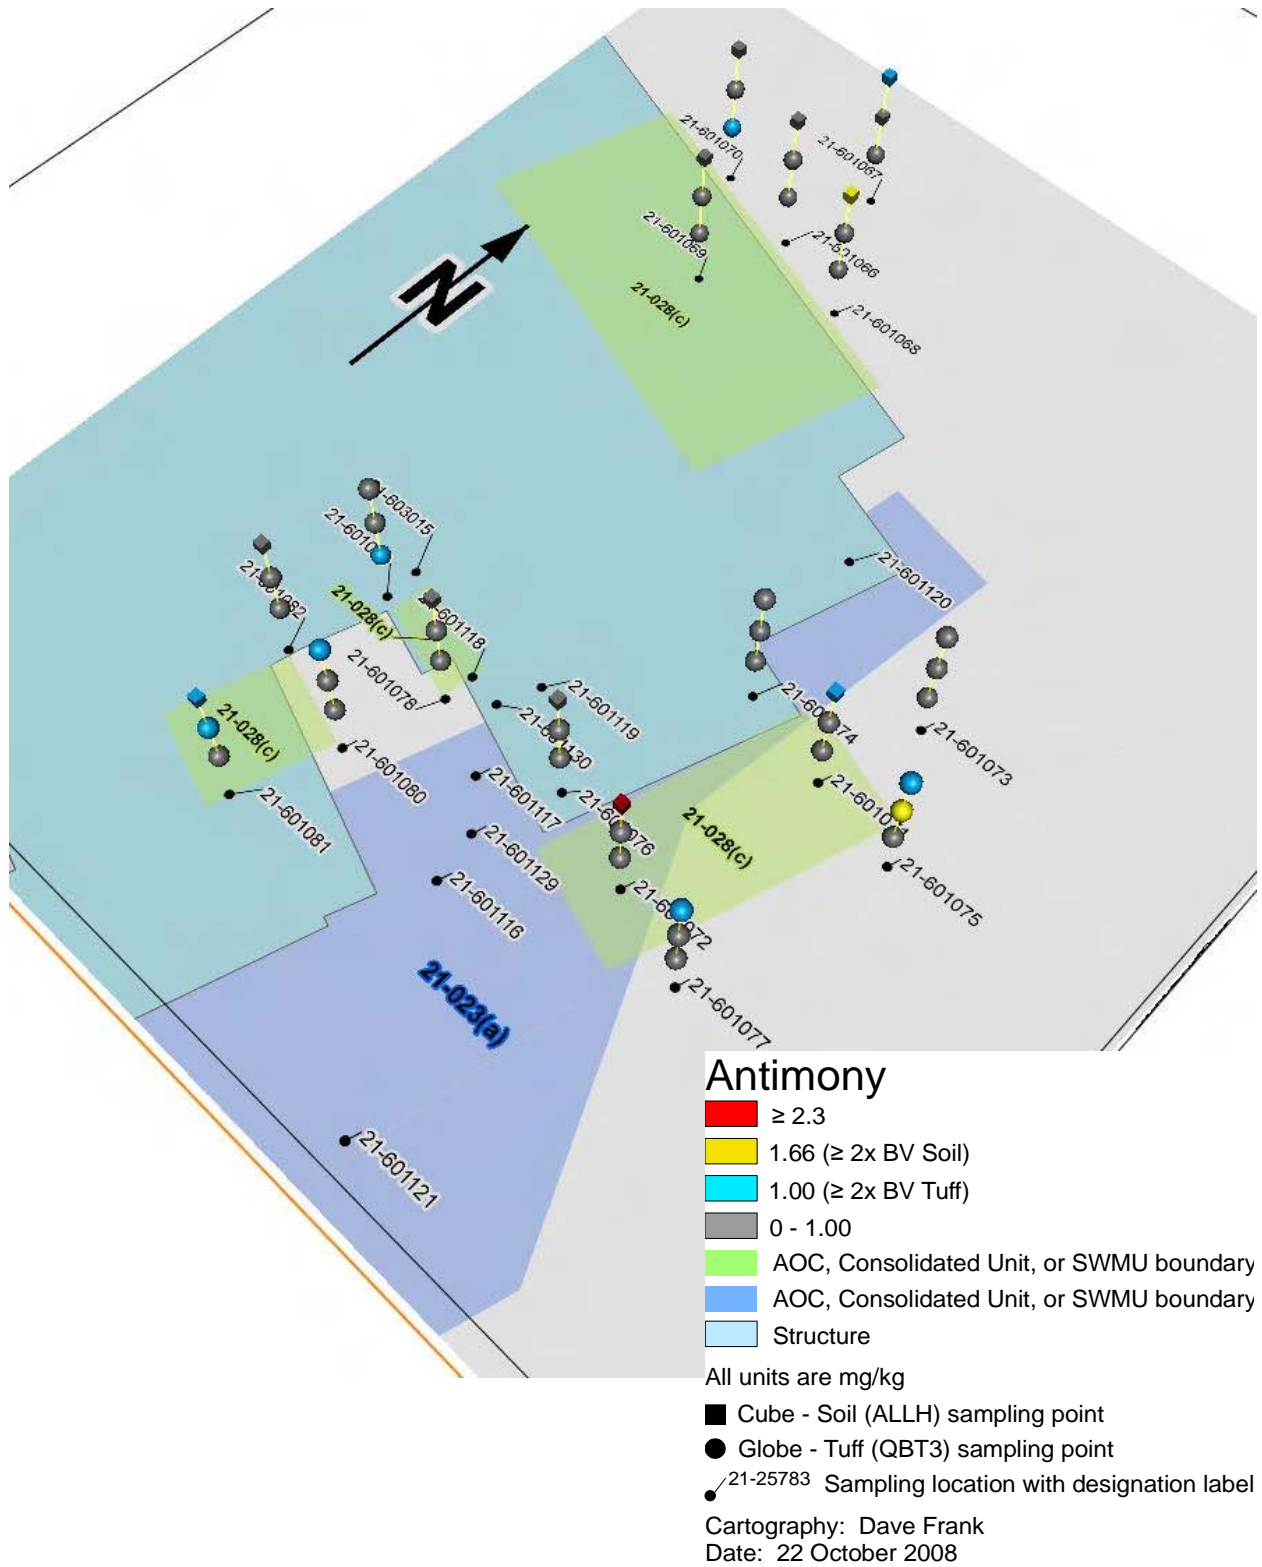 21-601070
21-601067
21-601069
21-601066
21-028(c)
21-601068
N
21-603015
21-6010
21-601120
21-028(c)
21-601118
21-601078
21-601119
21-028(c)
21-601073
21-601080
21-601117
21-601081
21-028(c)
21-601129
21-601075
21-601116
21-023(a)
21-601077
21-601121
Antimony
≥ 2.3
1.66 (≥ 2x BV Soil)
1.00 (≥ 2x BV Tuff)
0 - 1.00
AOC, Consolidated Unit, or SWMU boundary
AOC, Consolidated Unit, or SWMU boundary
Structure
All units are mg/kg
Cube - Soil (ALLH) sampling point
Globe - Tuff (QBT3) sampling point
21-25783 Sampling location with designation label
Cartography: Dave Frank
Date: 22 October 2008